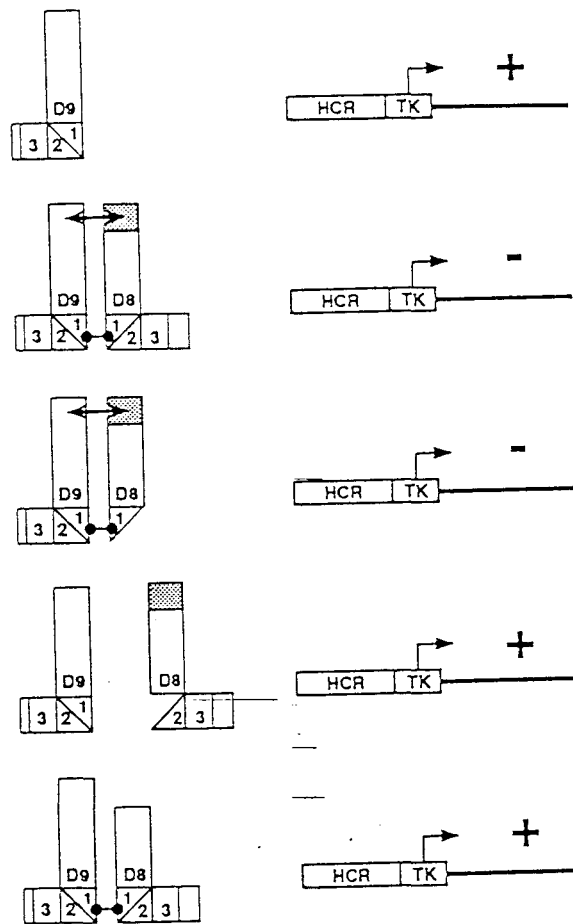 D9
3 2 1
HCR TK +
D9 D8
3 2 1 1 2 3
HCR TK -
D9 D8
3 2 1 1
HCR TK -
D9 D8
3 2 1 2 3
HCR TK +
D9 D8
3 2 1 1 2 3
HCR TK +